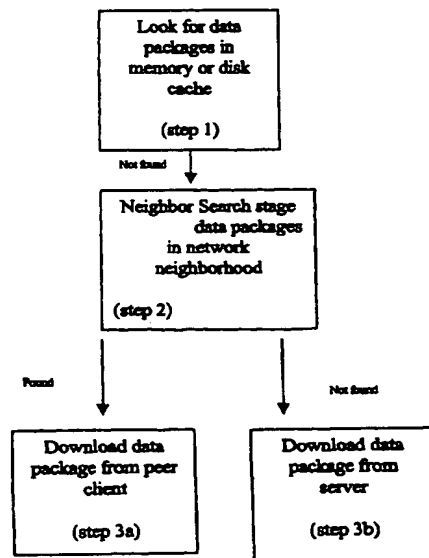 Look for data
packages in
memory or disk
cache
(step 1)
Not found
Neighbor Search stage
data packages
in network
neighborhood
(step 2)
Found
Not found
Download data
package from peer
client
(step 3a)
Download data
package from
server
(step 3b)